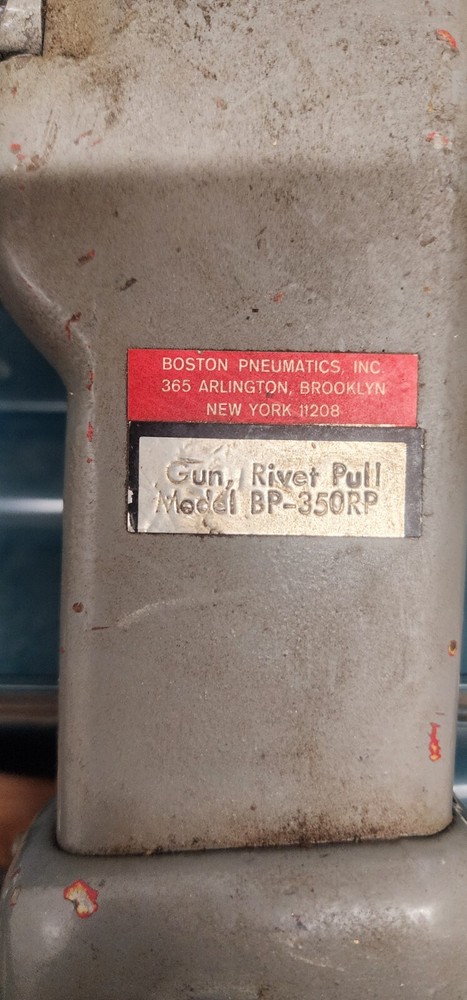 BOSTON PNEUMATICS, INC.
365 ARLINGTON, BROOKLYN
NEW YORK 11208
Gun, Rivet Pull
Model BP-350RP